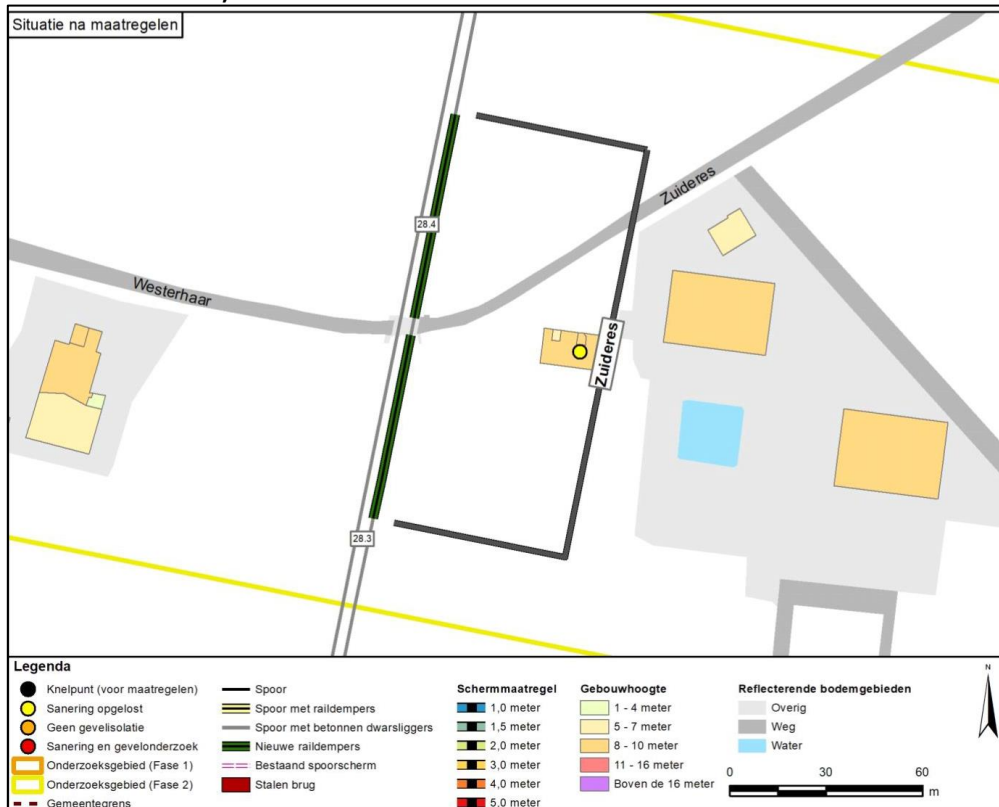 Situatie na maatregelen
Zuideres
28.4
Westerhaar
Zuideres
28.3
Legenda
Knelpunt (voor maatregelen)
Sanering opgelost
Geen gevelisolatie
Sanering en gevelonderzoek
Onderzoeksgebied (Fase 1)
Onderzoeksgebied (Fase 2)
Gemeentegrens
Spoor
Spoor met raildempers
Spoor met betonnen dwarsliggers
Nieuwe raildempers
Bestaand spoorscherm
Stalen brug
Schermmaatregel
1,0 meter
1,5 meter
2,0 meter
3,0 meter
4,0 meter
5,0 meter
Gebouwhoogte
1 - 4 meter
5 - 7 meter
8 - 10 meter
11 - 16 meter
Boven de 16 meter
Reflecterende bodemgebieden
Overig
Weg
Water
N
0 30 60
m